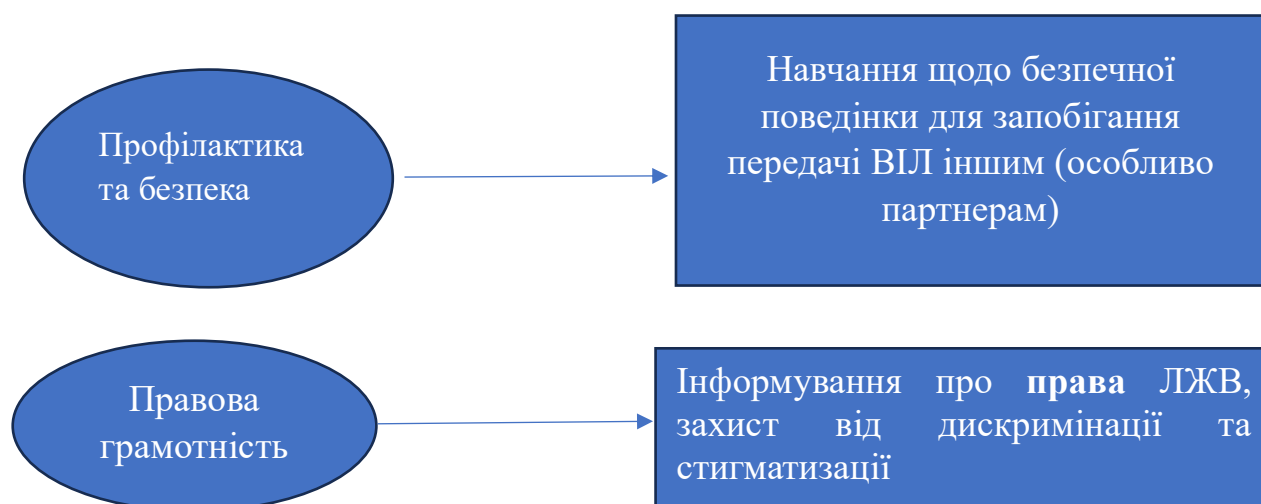 Профілактика
та безпека
Навчання щодо безпечної
поведінки для запобігання
передачі ВІЛ іншим (особливо
партнерам)
Правова
грамотність
Інформування про права ЛЖВ,
захист від дискримінації та
стигматизації